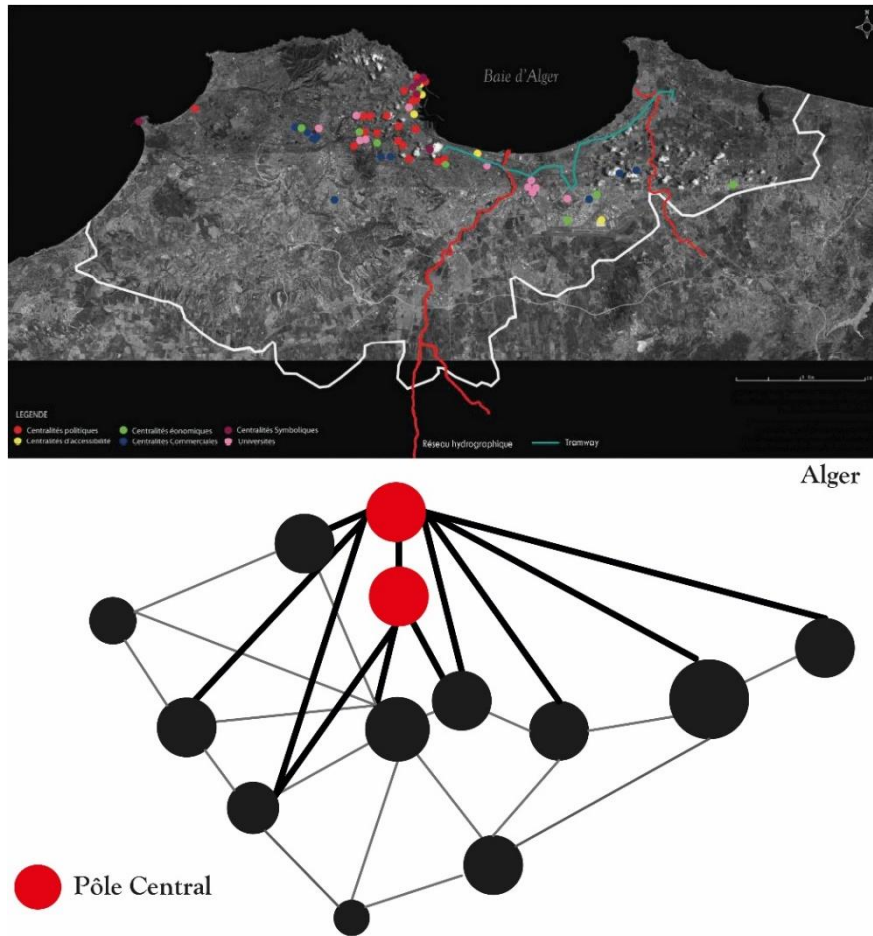 Baie d'Alger
LEGENDE
Centralités politiques
Centralités économiques
Centralités Symboliques
Centralités d'accessibilité
Centralités Commerciales
Universites
Réseau hydrographique
Tramway
Alger
Pôle Central